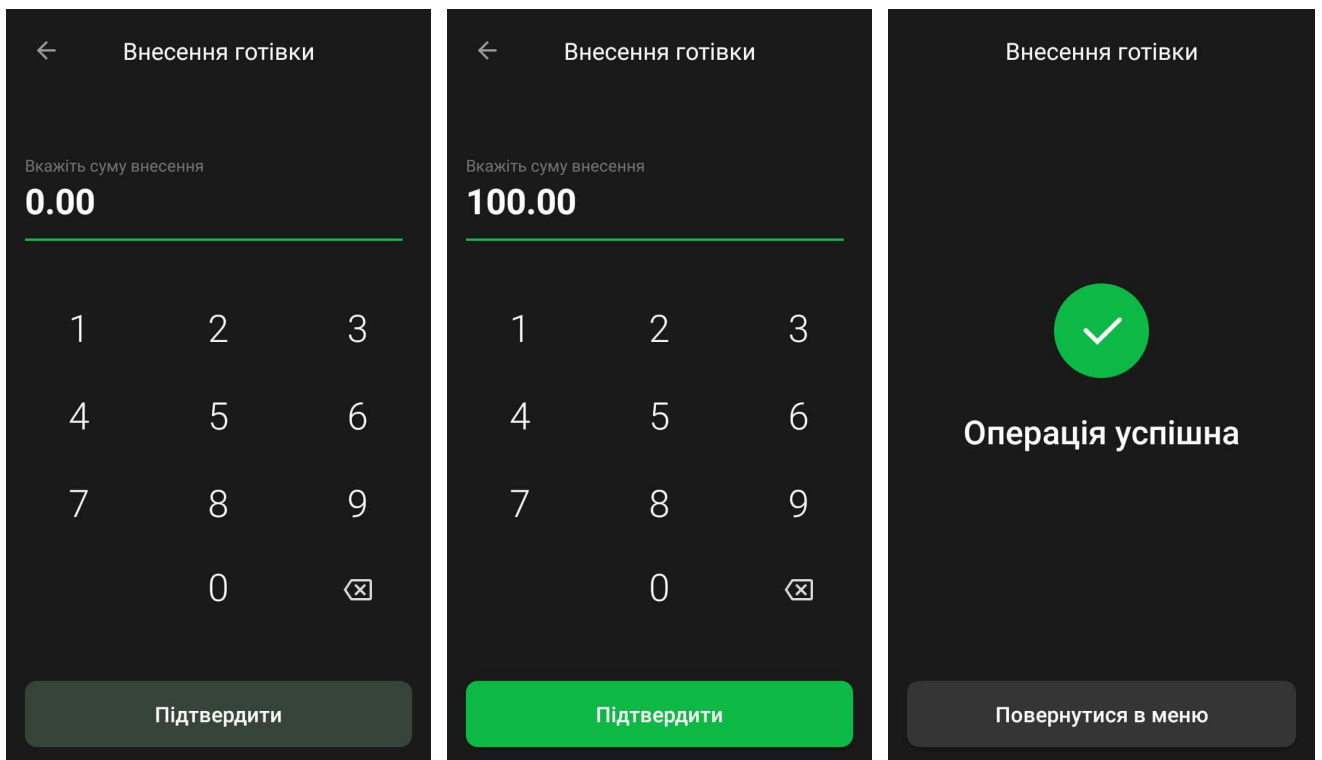 Внесення готівки
Вкажіть суму внесення
0.00
1 2 3
4 5 6
7 8 9
0
Підтвердити
Внесення готівки
Вкажіть суму внесення
100.00
1 2 3
4 5 6
7 8 9
0
Підтвердити
Внесення готівки
Операція успішна
Повернутися в меню